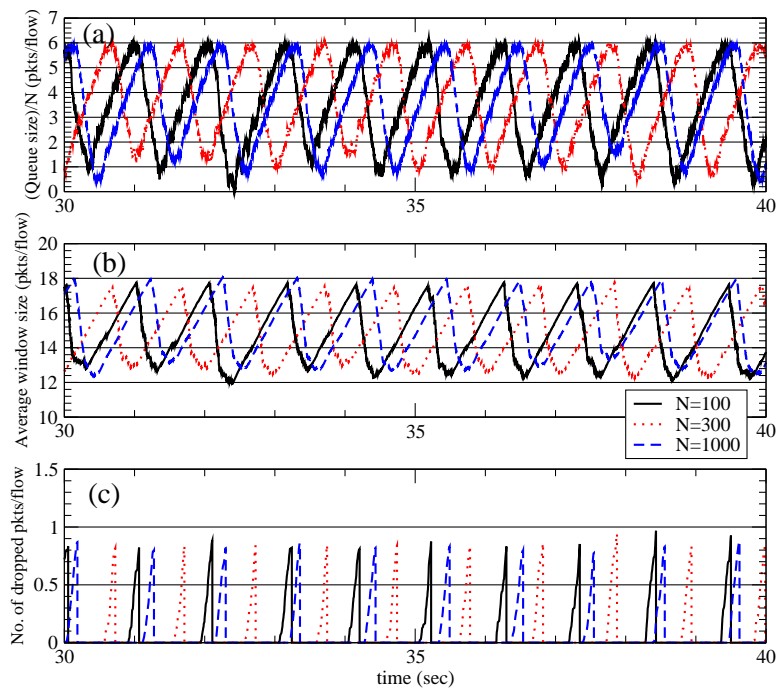 (a)
(Queue size)/N (pkts/flow)
7
6
5
4
3
2
1
0
30
35
40
(b)
Average window size (pkts/flow)
20
18
16
14
12
10
30
35
40
N=100
N=300
N=1000
(c)
No. of dropped pkts/flow
1.5
1
0.5
0
30
35
40
time (sec)